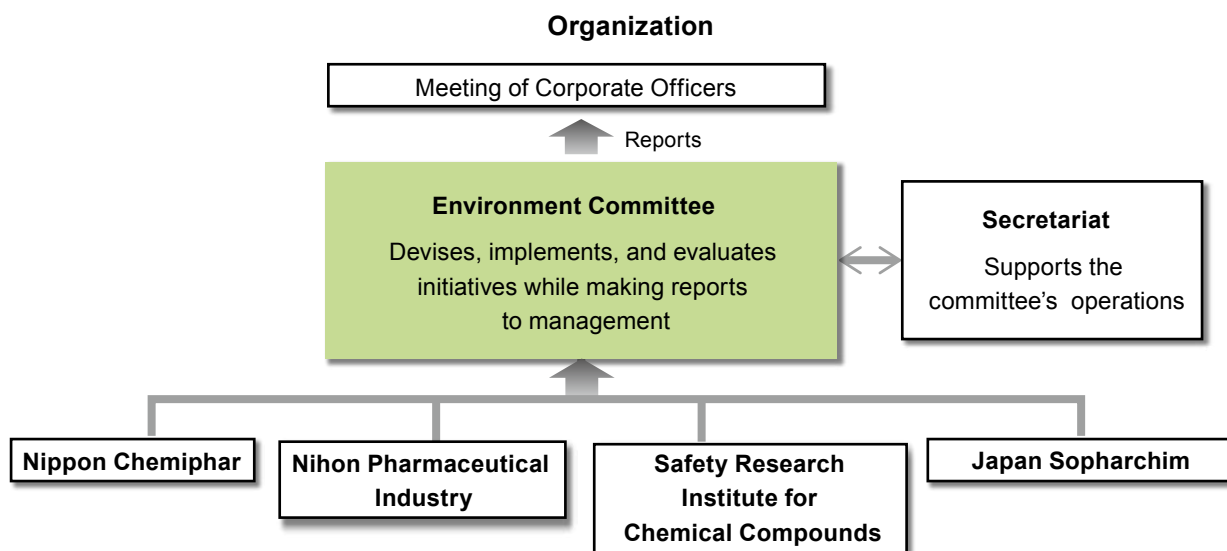 Organization
Meeting of Corporate Officers
Reports
Environment Committee
Devises, implements, and evaluates
initiatives while making reports
to management
Secretariat
Supports the
committee’s operations
Nippon Chemiphar
Nihon Pharmaceutical
Industry
Safety Research
Institute for
Chemical Compounds
Japan Sopharchim